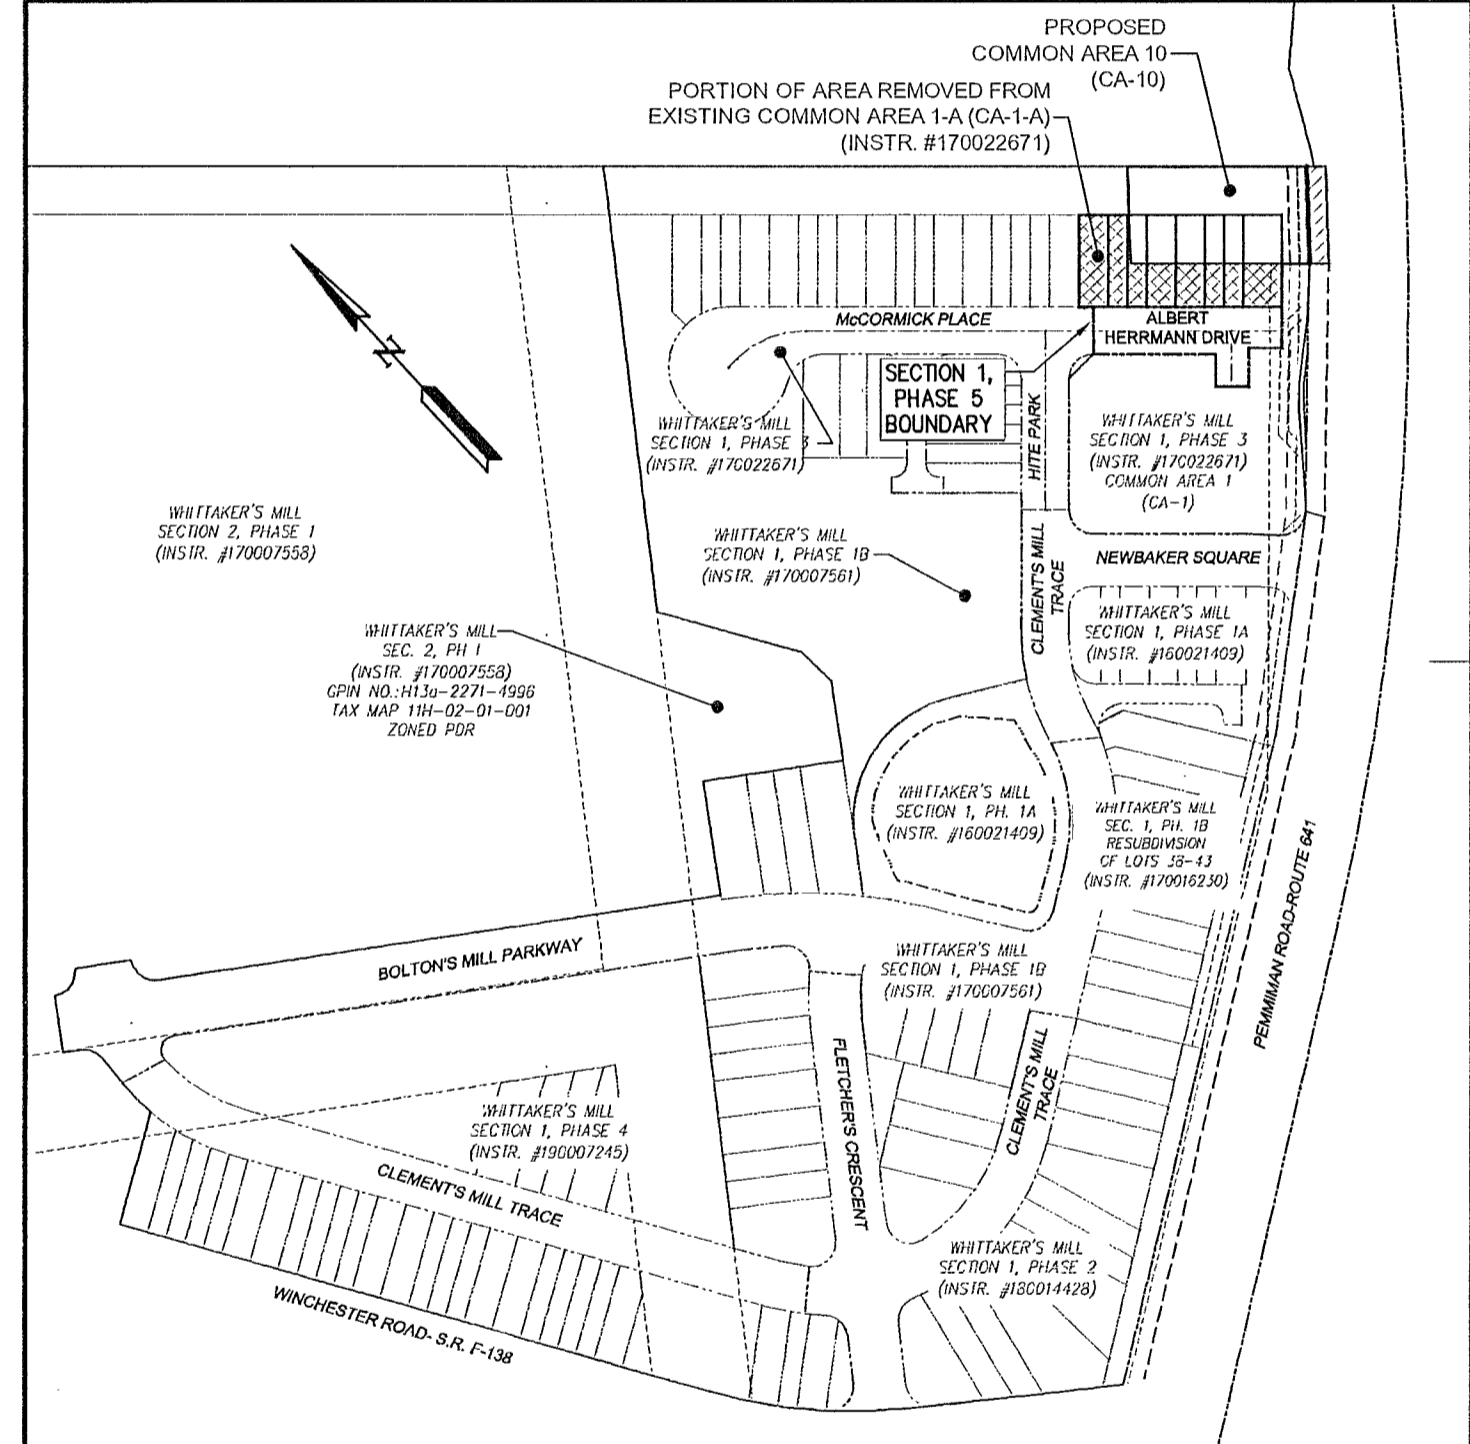 PROPOSED
COMMON AREA 10
(CA-10)
PORTION OF AREA REMOVED FROM
EXISTING COMMON AREA 1-A (CA-1-A)
(INSTR. #170022671)
N
McCORMICK PLACE
ALBERT
HERRMANN DRIVE
SECTION 1,
PHASE 5
BOUNDARY
HITE PARK
WHITTAKER'S MILL
SECTION 1, PHASE 3
(INSTR. #170022671)
WHITTAKER'S MILL
SECTION 1, PHASE 3
(INSTR. #170022671)
COMMON AREA 1
(CA-1)
WHITTAKER'S MILL
SECTION 2, PHASE 1
(INSTR. #170007558)
WHITTAKER'S MILL
SECTION 1, PHASE 1B
(INSTR. #170007561)
CLEMENT'S MILL
TRACE
NEWBAKER SQUARE
WHITTAKER'S MILL
SECTION 1, PHASE 1A
(INSTR. #160021409)
WHITTAKER'S MILL
SEC. 2, PH 1
(INSTR. #170007558)
GPIN NO.:H13a-2271-4996
TAX MAP 11H-02-01-001
ZONED PDR
WHITTAKER'S MILL
SECTION 1, PH. 1A
(INSTR. #160021409)
WHITTAKER'S MILL
SEC. 1, PH. 1B
RESUBDIVISION
OF LOTS 38-43
(INSTR. #170016230)
PEMMIMAN ROAD-ROUTE 641
BOLTON'S MILL PARKWAY
WHITTAKER'S MILL
SECTION 1, PHASE 1B
(INSTR. #170007561)
FLETCHER'S CRESCENT
CLEMENT'S MILL
TRACE
WHITTAKER'S MILL
SECTION 1, PHASE 4
(INSTR. #190007245)
CLEMENT'S MILL TRACE
WHITTAKER'S MILL
SECTION 1, PHASE 2
(INSTR. #180014428)
WINCHESTER ROAD- S.R. F-138